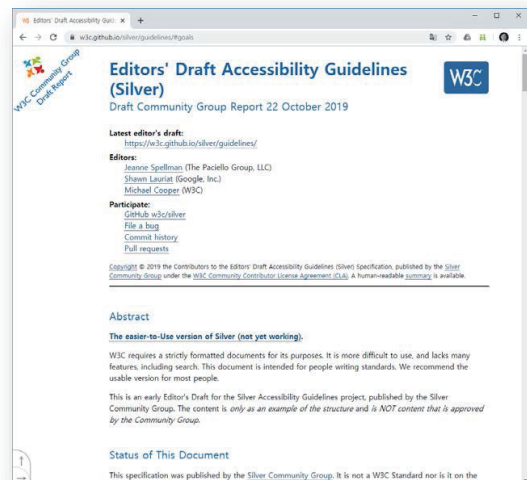 Editors' Draft Accessibility Guid
w3c.github.io/silver/guidelines/#goals
W3C Community Group
Draft Report
Editors' Draft Accessibility Guidelines
(Silver)
W3C
Draft Community Group Report 22 October 2019
Latest editor's draft:
https://w3c.github.io/silver/guidelines/
Editors:
Jeanne Spellman (The Paciello Group, LLC)
Shawn Lauriat (Google, Inc.)
Michael Cooper (W3C)
Participate:
GitHub w3c/silver
File a bug
Commit history
Pull requests
Copyright © 2019 the Contributors to the Editors' Draft Accessibility Guidelines (Silver) Specification, published by the Silver
Community Group under the W3C Community Contributor License Agreement (CLA). A human-readable summary is available.
Abstract
The easier-to-Use version of Silver (not yet working).
W3C requires a strictly formatted documents for its purposes. It is more difficult to use, and lacks many
features, including search. This document is intended for people writing standards. We recommend the
usable version for most people.
This is an early Editor's Draft for the Silver Accessibility Guidelines project, published by the Silver
Community Group. The content is only as an example of the structure and is NOT content that is approved
by the Community Group.
Status of This Document
This specification was published by the Silver Community Group. It is not a W3C Standard nor is it on the